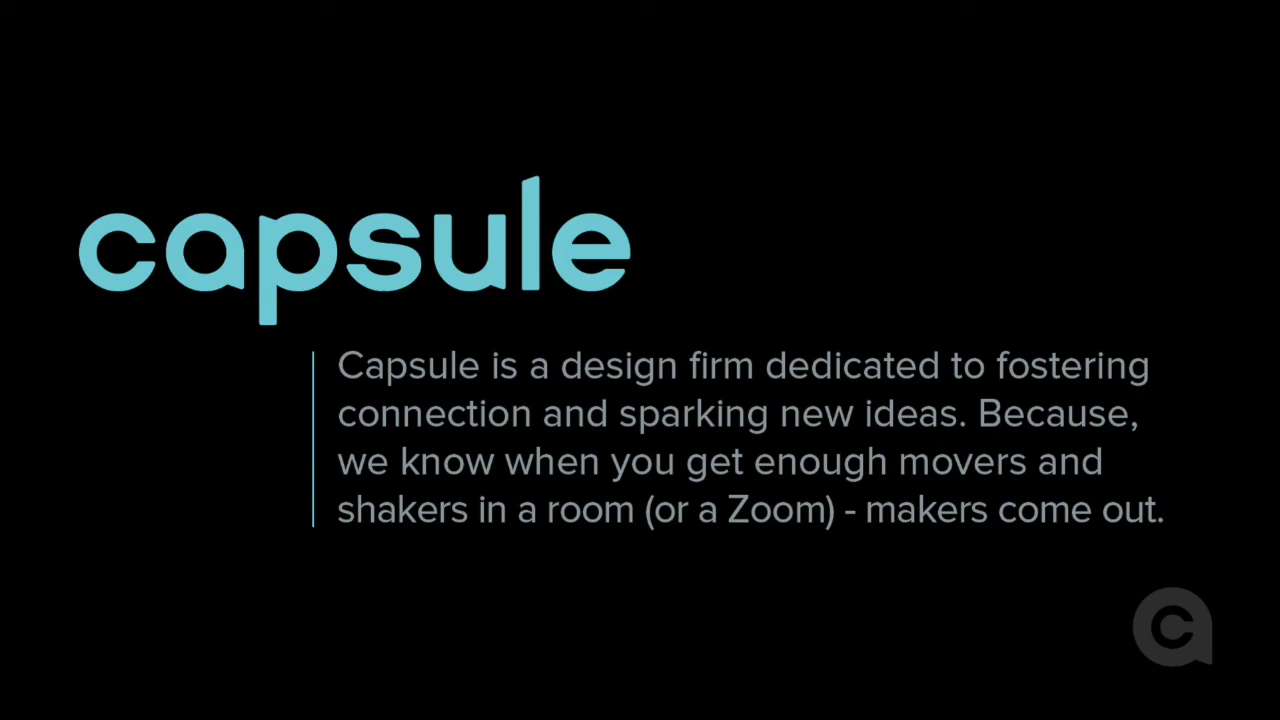 capsule
Capsule is a design firm dedicated to fostering
connection and sparking new ideas. Because,
we know when you get enough movers and
shakers in a room (or a Zoom) - makers come out.
c